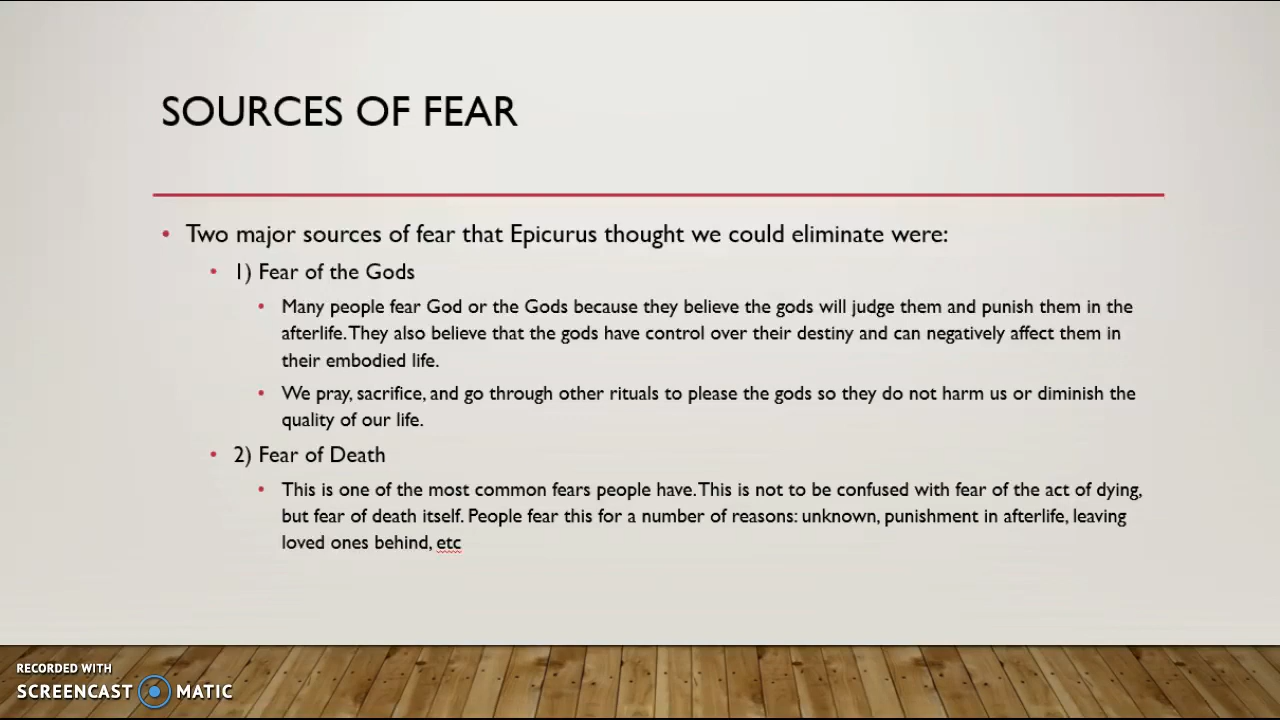 SOURCES OF FEAR
• Two major sources of fear that Epicurus thought we could eliminate were:
• 1) Fear of the Gods
• Many people fear God or the Gods because they believe the gods will judge them and punish them in the
afterlife. They also believe that the gods have control over their destiny and can negatively affect them in
their embodied life.
• We pray, sacrifice, and go through other rituals to please the gods so they do not harm us or diminish the
quality of our life.
• 2) Fear of Death
• This is one of the most common fears people have. This is not to be confused with fear of the act of dying,
but fear of death itself. People fear this for a number of reasons: unknown, punishment in afterlife, leaving
loved ones behind, etc
RECORDED WITH
SCREENCAST MATIC